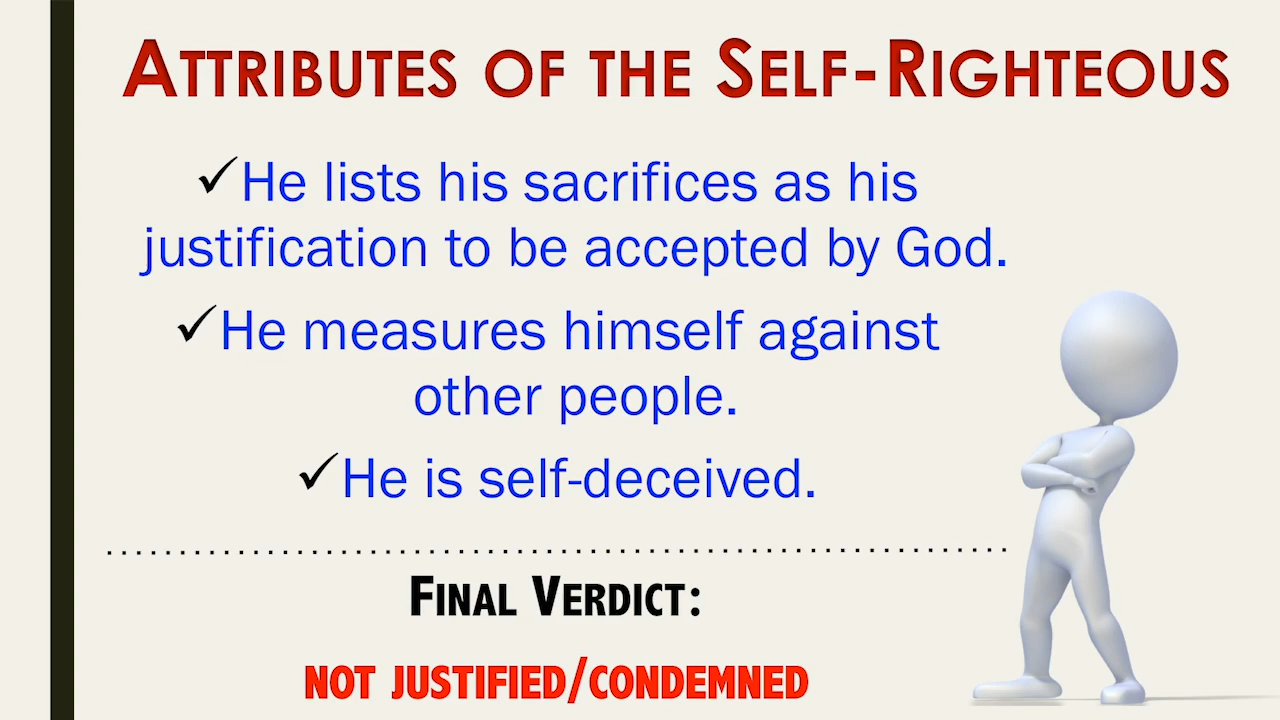 Attributes of the Self-Righteous
✓He lists his sacrifices as his
justification to be accepted by God.
✓He measures himself against
other people.
✓He is self-deceived.
Final Verdict:
NOT JUSTIFIED/CONDEMNED